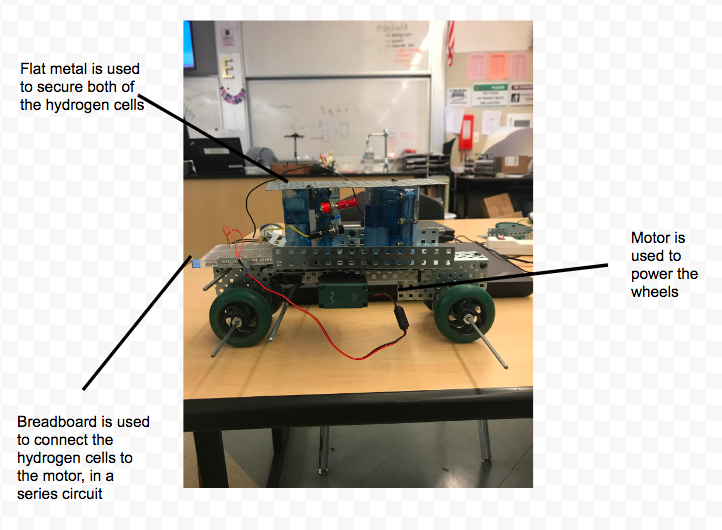 Flat metal is used
to secure both of
the hydrogen cells
E
Motor is
used to
power the
wheels
Breadboard is used
to connect the
hydrogen cells to
the motor, in a
series circuit